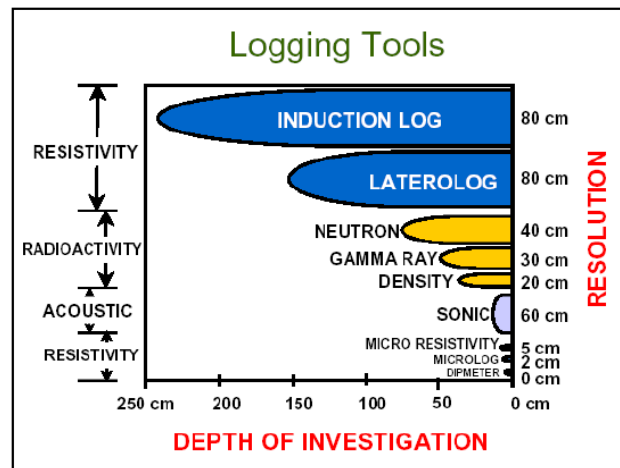 Logging Tools
RESISTIVITY
RADIOACTIVITY
ACOUSTIC
RESISTIVITY
INDUCTION LOG
80 cm
LATEROLOG
80 cm
NEUTRON
40 cm
GAMMA RAY
30 cm
DENSITY
20 cm
SONIC
60 cm
MICRO RESISTIVITY
5 cm
MICROLOG
2 cm
DIPMETER
0 cm
RESOLUTION
250 cm 200 150 100 50 0 cm
DEPTH OF INVESTIGATION